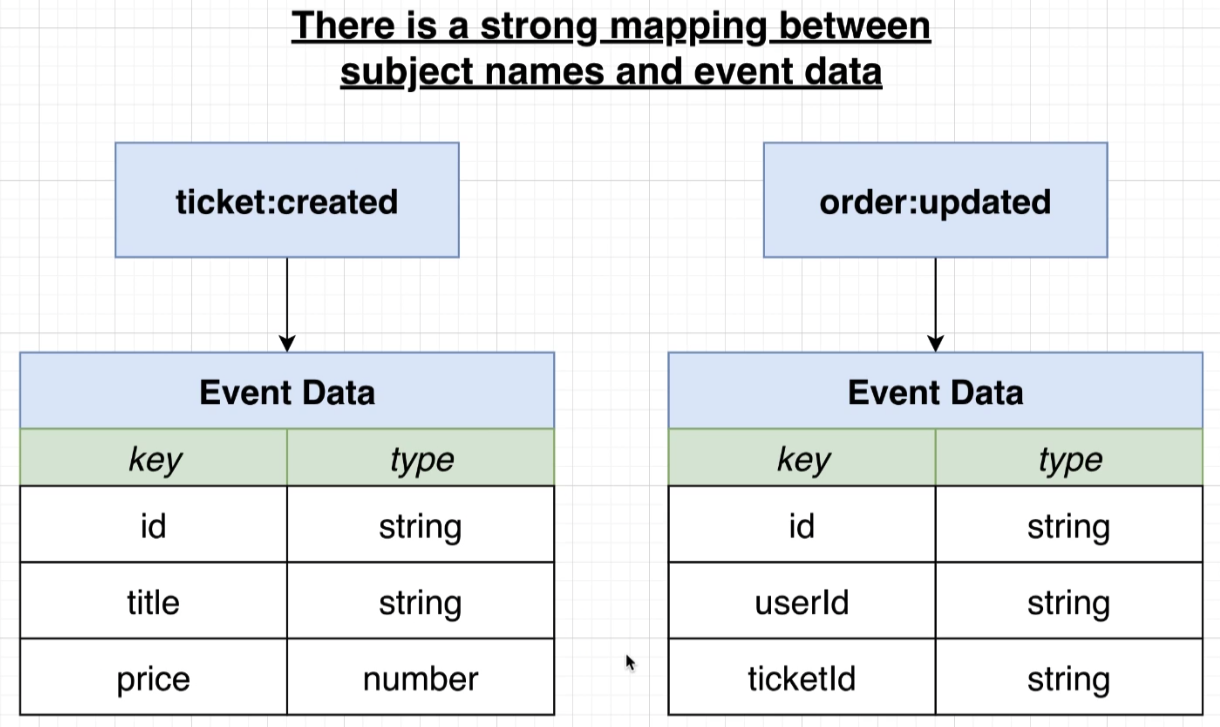 There is a strong mapping between
subject names and event data
ticket:created
Event Data
key type
id string
title string
price number
order:updated
Event Data
key type
id string
userId string
ticketId string